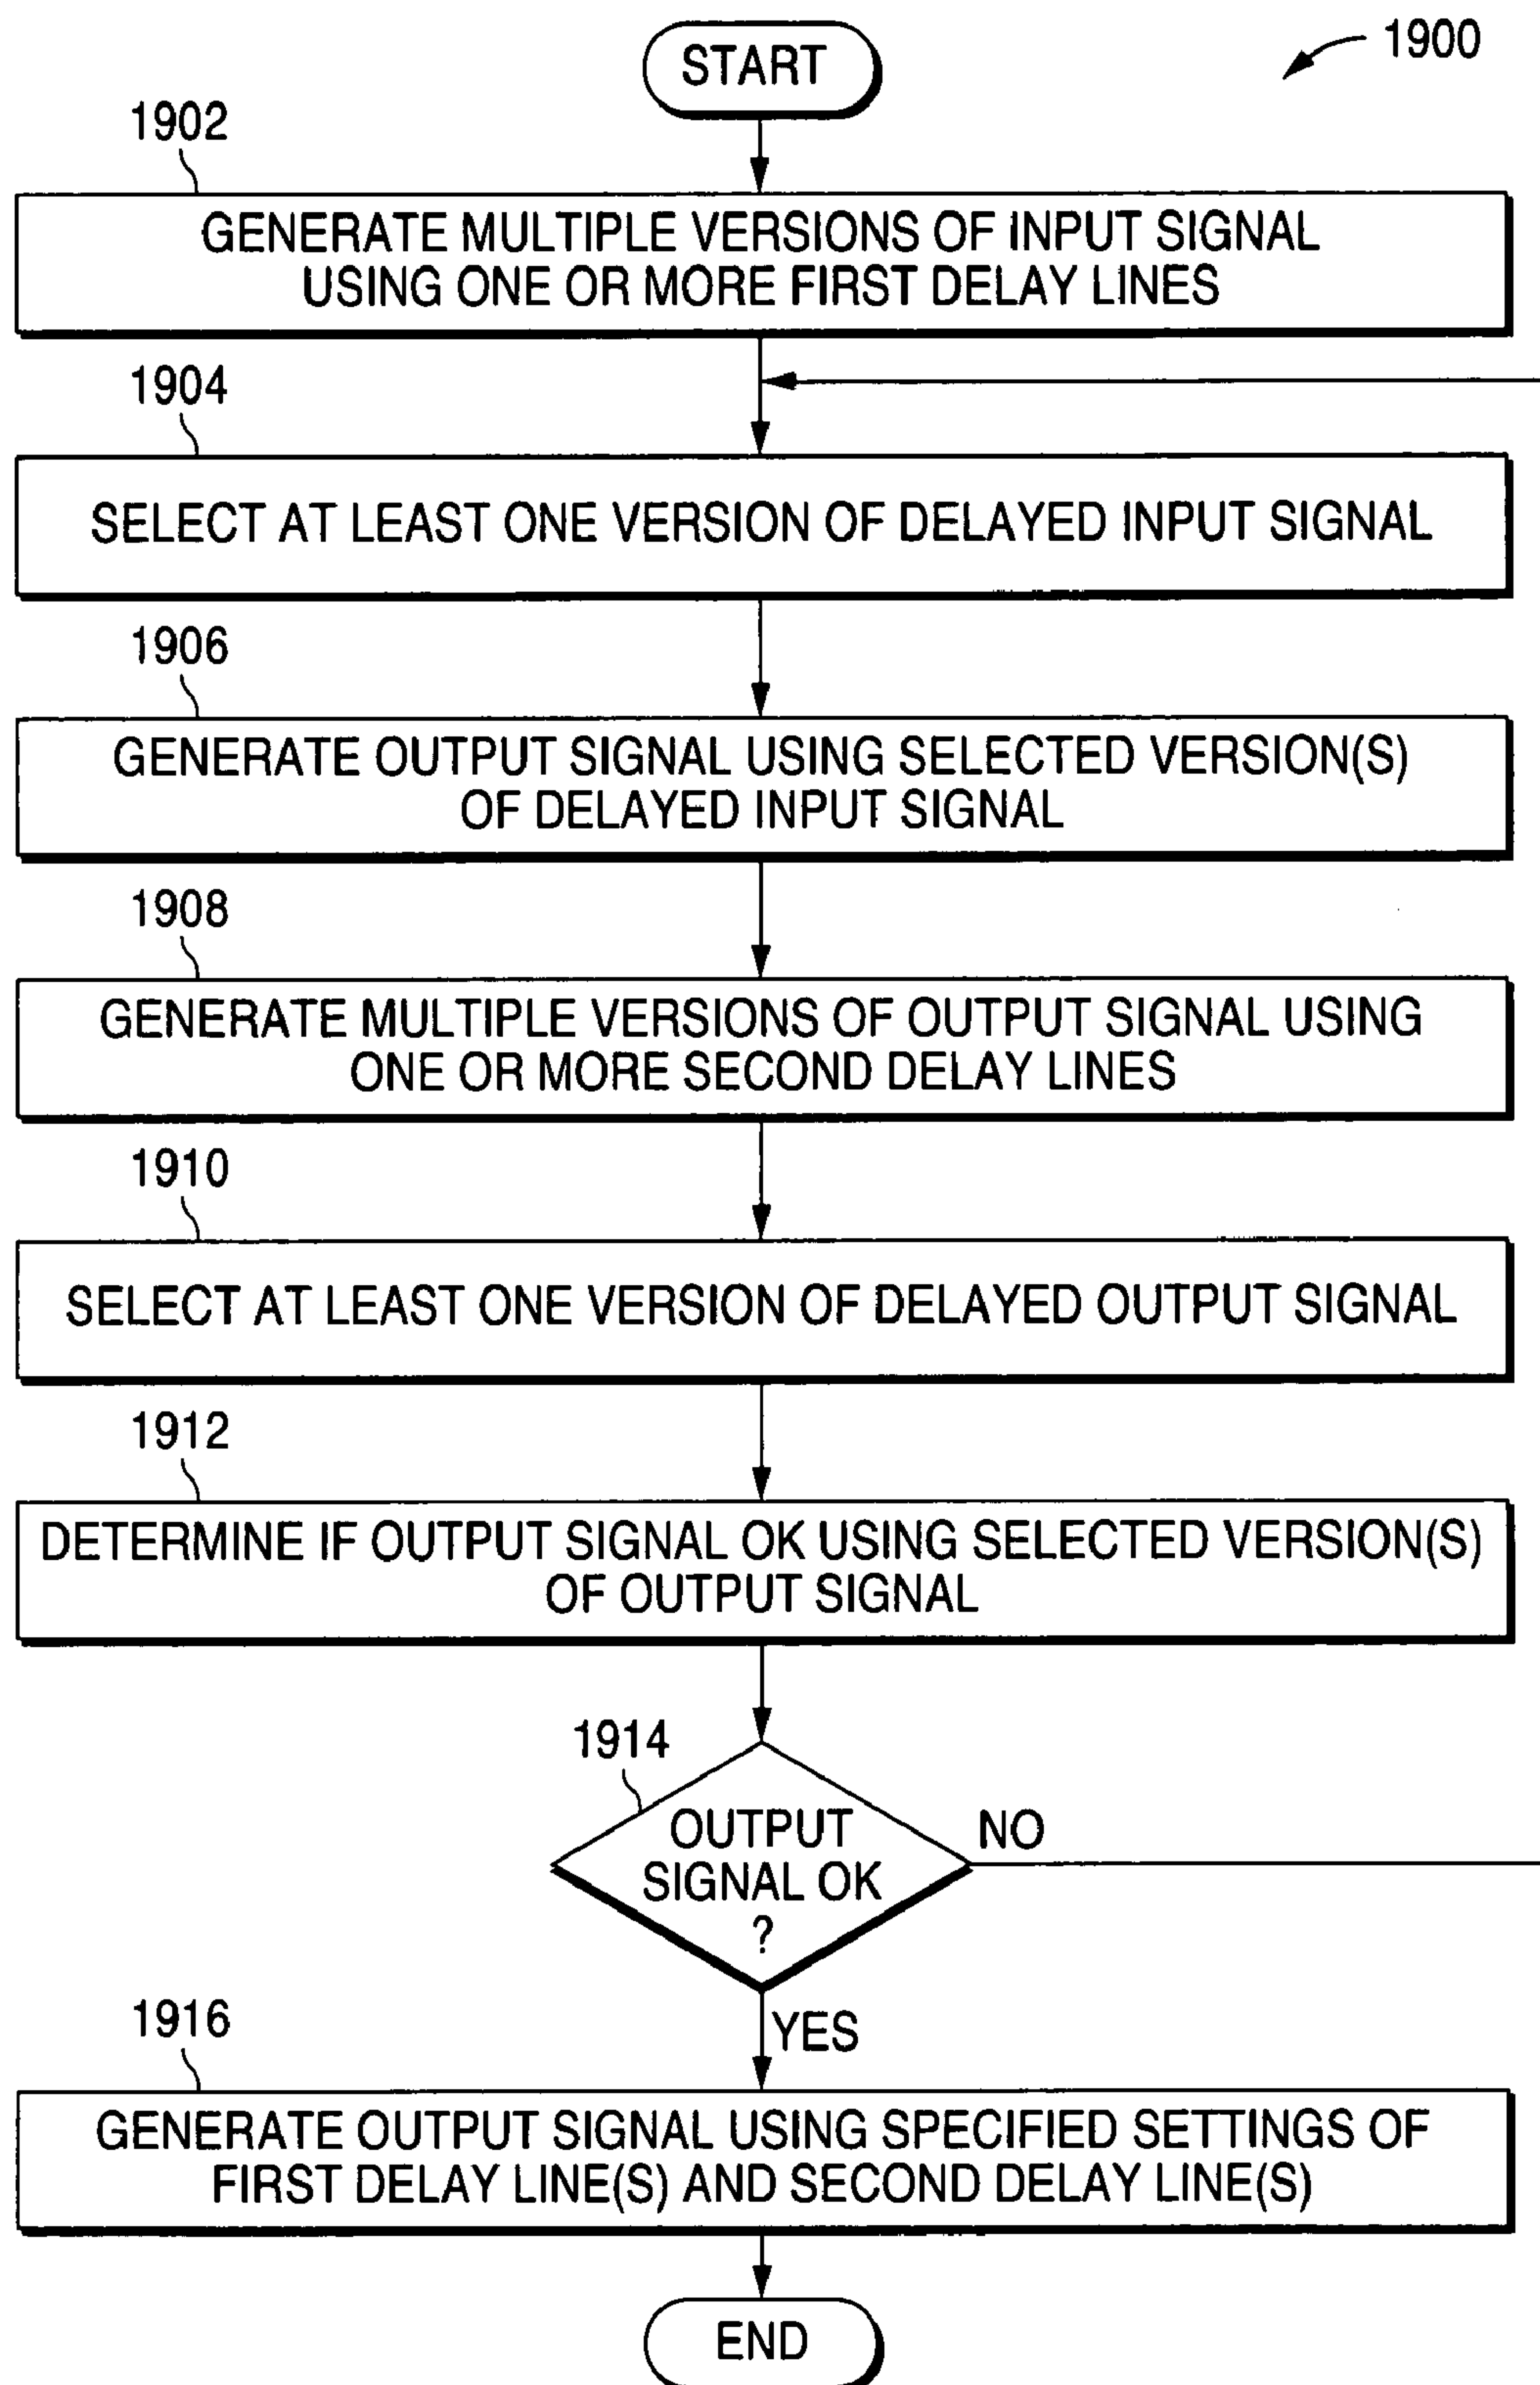 START
1900
1902
GENERATE MULTIPLE VERSIONS OF INPUT SIGNAL
USING ONE OR MORE FIRST DELAY LINES
1904
SELECT AT LEAST ONE VERSION OF DELAYED INPUT SIGNAL
1906
GENERATE OUTPUT SIGNAL USING SELECTED VERSION(S)
OF DELAYED INPUT SIGNAL
1908
GENERATE MULTIPLE VERSIONS OF OUTPUT SIGNAL USING
ONE OR MORE SECOND DELAY LINES
1910
SELECT AT LEAST ONE VERSION OF DELAYED OUTPUT SIGNAL
1912
DETERMINE IF OUTPUT SIGNAL OK USING SELECTED VERSION(S)
OF OUTPUT SIGNAL
1914
OUTPUT
SIGNAL OK
?
NO
YES
1916
GENERATE OUTPUT SIGNAL USING SPECIFIED SETTINGS OF
FIRST DELAY LINE(S) AND SECOND DELAY LINE(S)
END